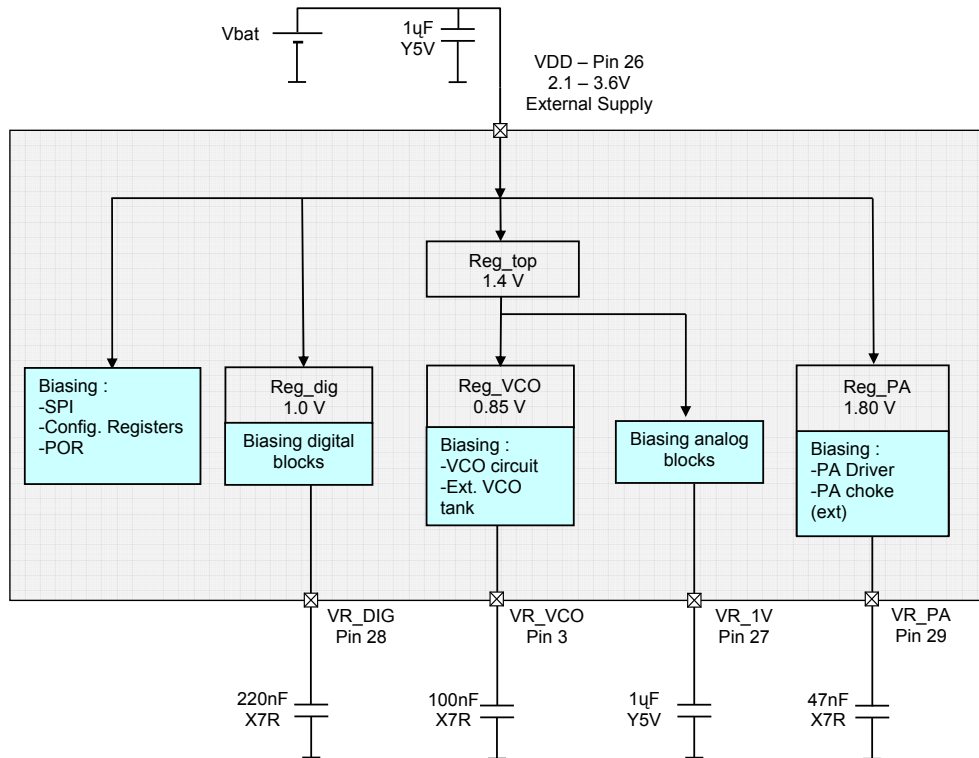 Vbat
1ųF
Y5V
VDD – Pin 26
2.1 – 3.6V
External Supply
Reg_top
1.4 V
Biasing :
-SPI
-Config. Registers
-POR
Reg_dig
1.0 V
Biasing digital
blocks
Reg_VCO
0.85 V
Biasing :
-VCO circuit
-Ext. VCO
tank
Biasing analog
blocks
Reg_PA
1.80 V
Biasing :
-PA Driver
-PA choke
(ext)
VR_DIG
Pin 28
VR_VCO
Pin 3
VR_1V
Pin 27
VR_PA
Pin 29
220nF
X7R
100nF
X7R
1ųF
Y5V
47nF
X7R